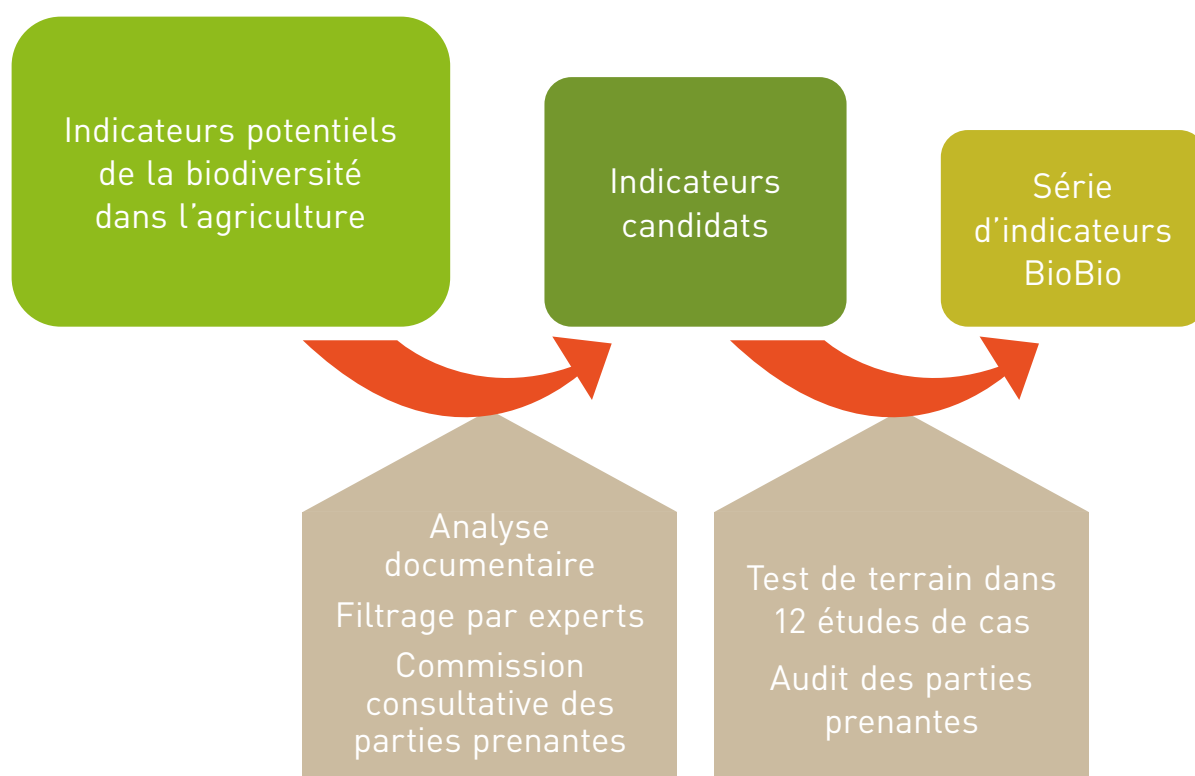 Indicateurs potentiels
de la biodiversité
dans l'agriculture
Indicateurs
candidats
Série
d'indicateurs
BioBio
Analyse
documentaire
Filtrage par experts
Commission
consultative des
parties prenantes
Test de terrain dans
12 études de cas
Audit des parties
prenantes